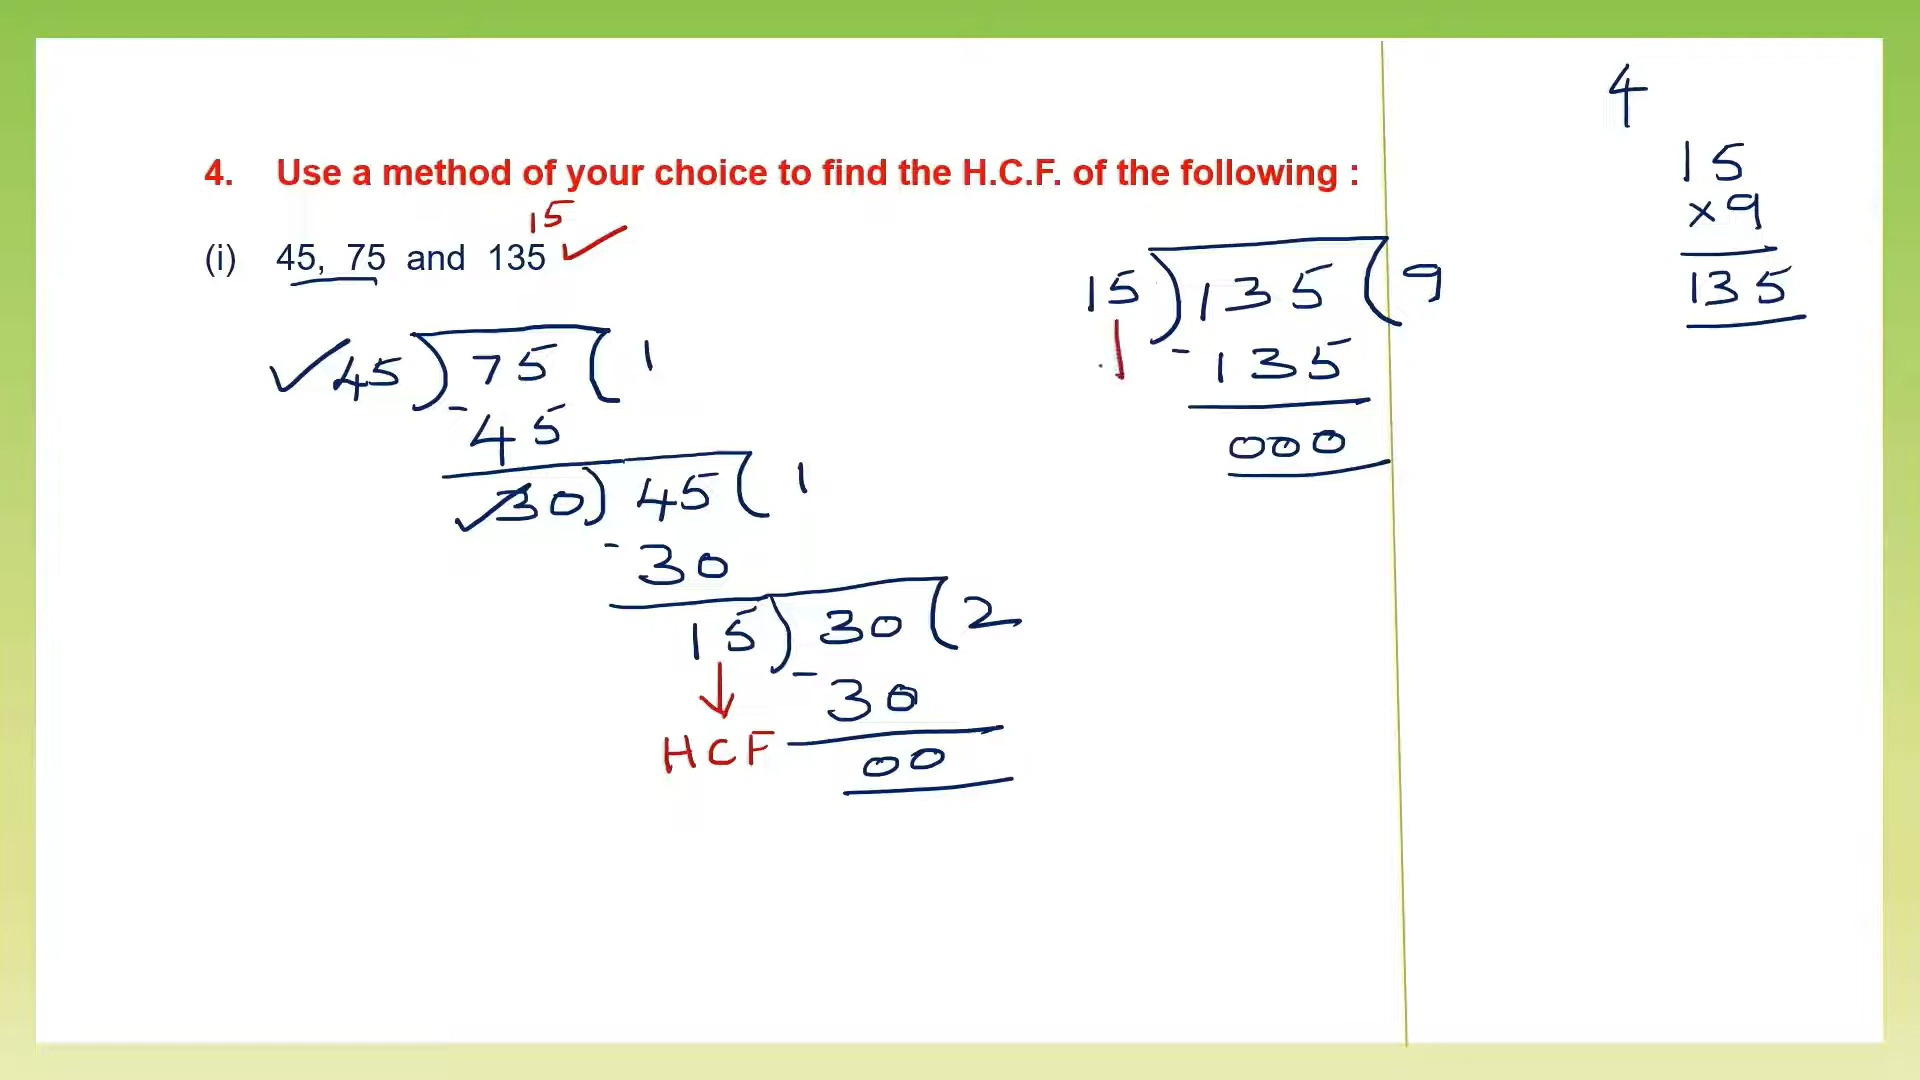 4. Use a method of your choice to find the H.C.F. of the following :
15
(i) 45, 75 and 135
45) 75 ( 1
- 45
30) 45 ( 1
- 30
15) 30 ( 2
- 30
HCF
00
15) 135 ( 9
- 135
000
4
15
× 9
135